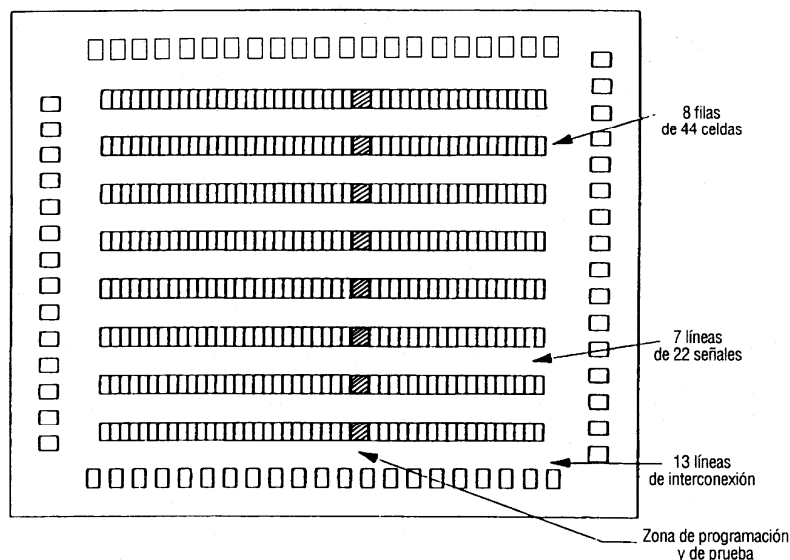 8 filas
de 44 celdas
7 líneas
de 22 señales
13 líneas
de interconexión
Zona de programación
y de prueba